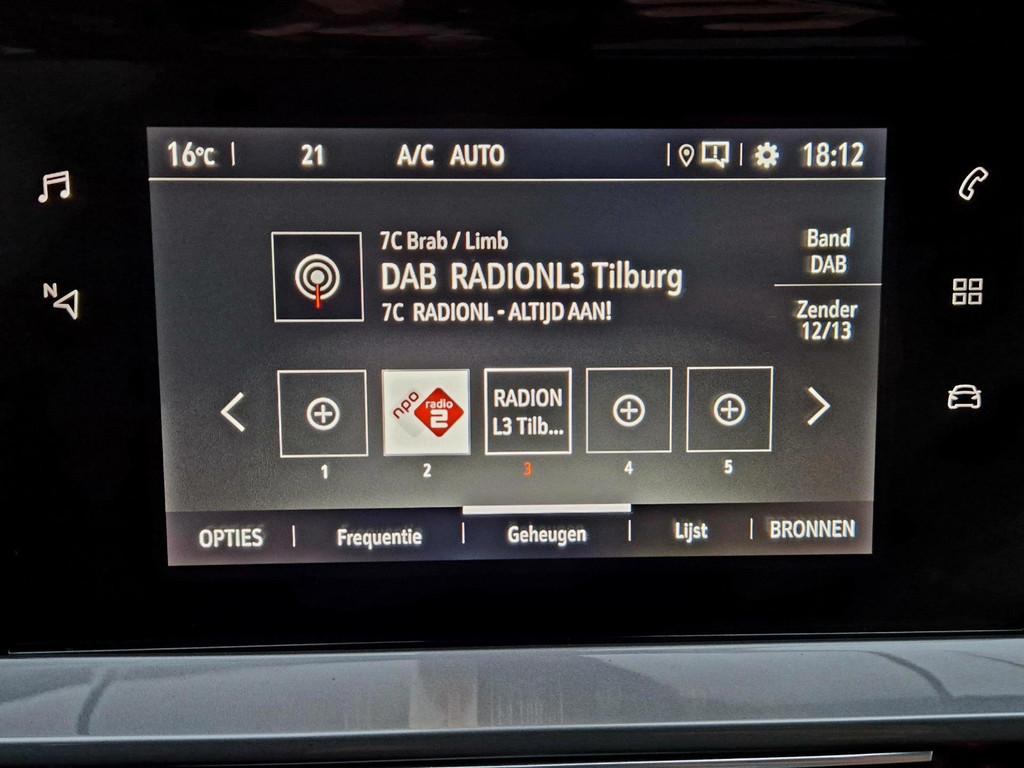 16°C 21 A/C AUTO 18:12
7C Brab / Limb
DAB RADIONL3 Tilburg
7C RADIONL - ALTIJD AAN!
Band
DAB
Zender
12/13
N
npo radio 2
RADION
L3 Tilb...
1 2 3 4 5
OPTIES Frequentie Geheugen Lijst BRONNEN